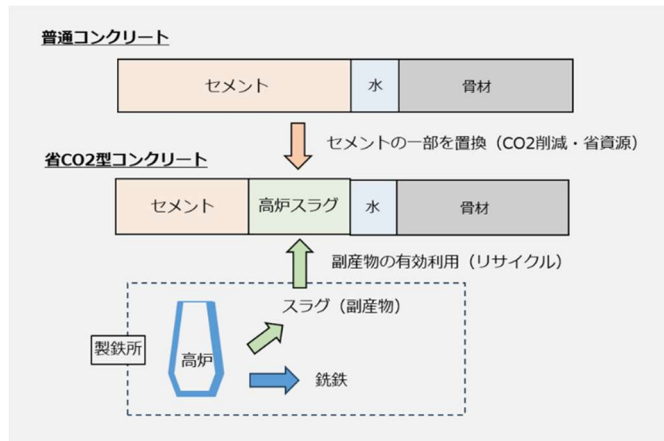 普通コンクリート
セメント 水 骨材
セメントの一部を置換（CO2削減・省資源）
省CO2型コンクリート
セメント 高炉スラグ 水 骨材
副産物の有効利用（リサイクル）
スラグ（副産物）
製鉄所
高炉
銑鉄